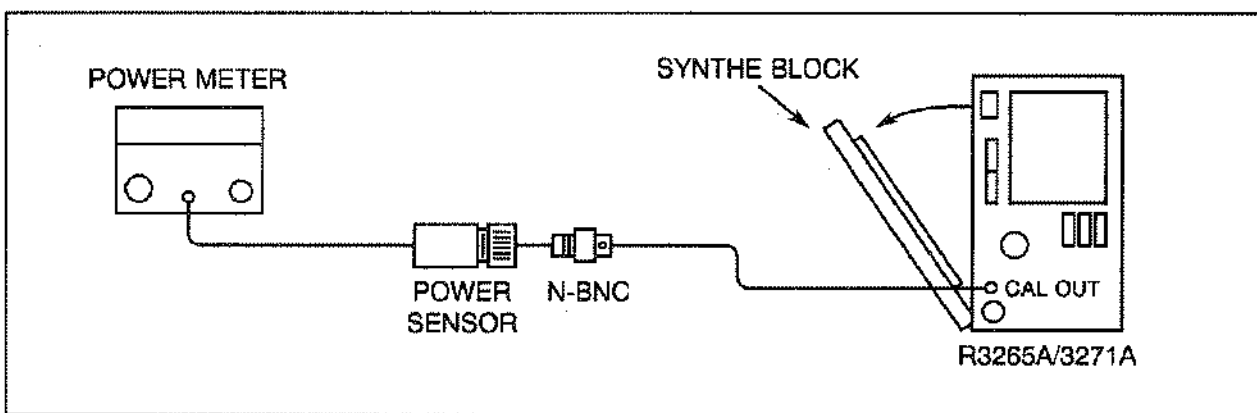 POWER METER
SYNTHE BLOCK
POWER
SENSOR
N-BNC
CAL OUT
R3265A/3271A